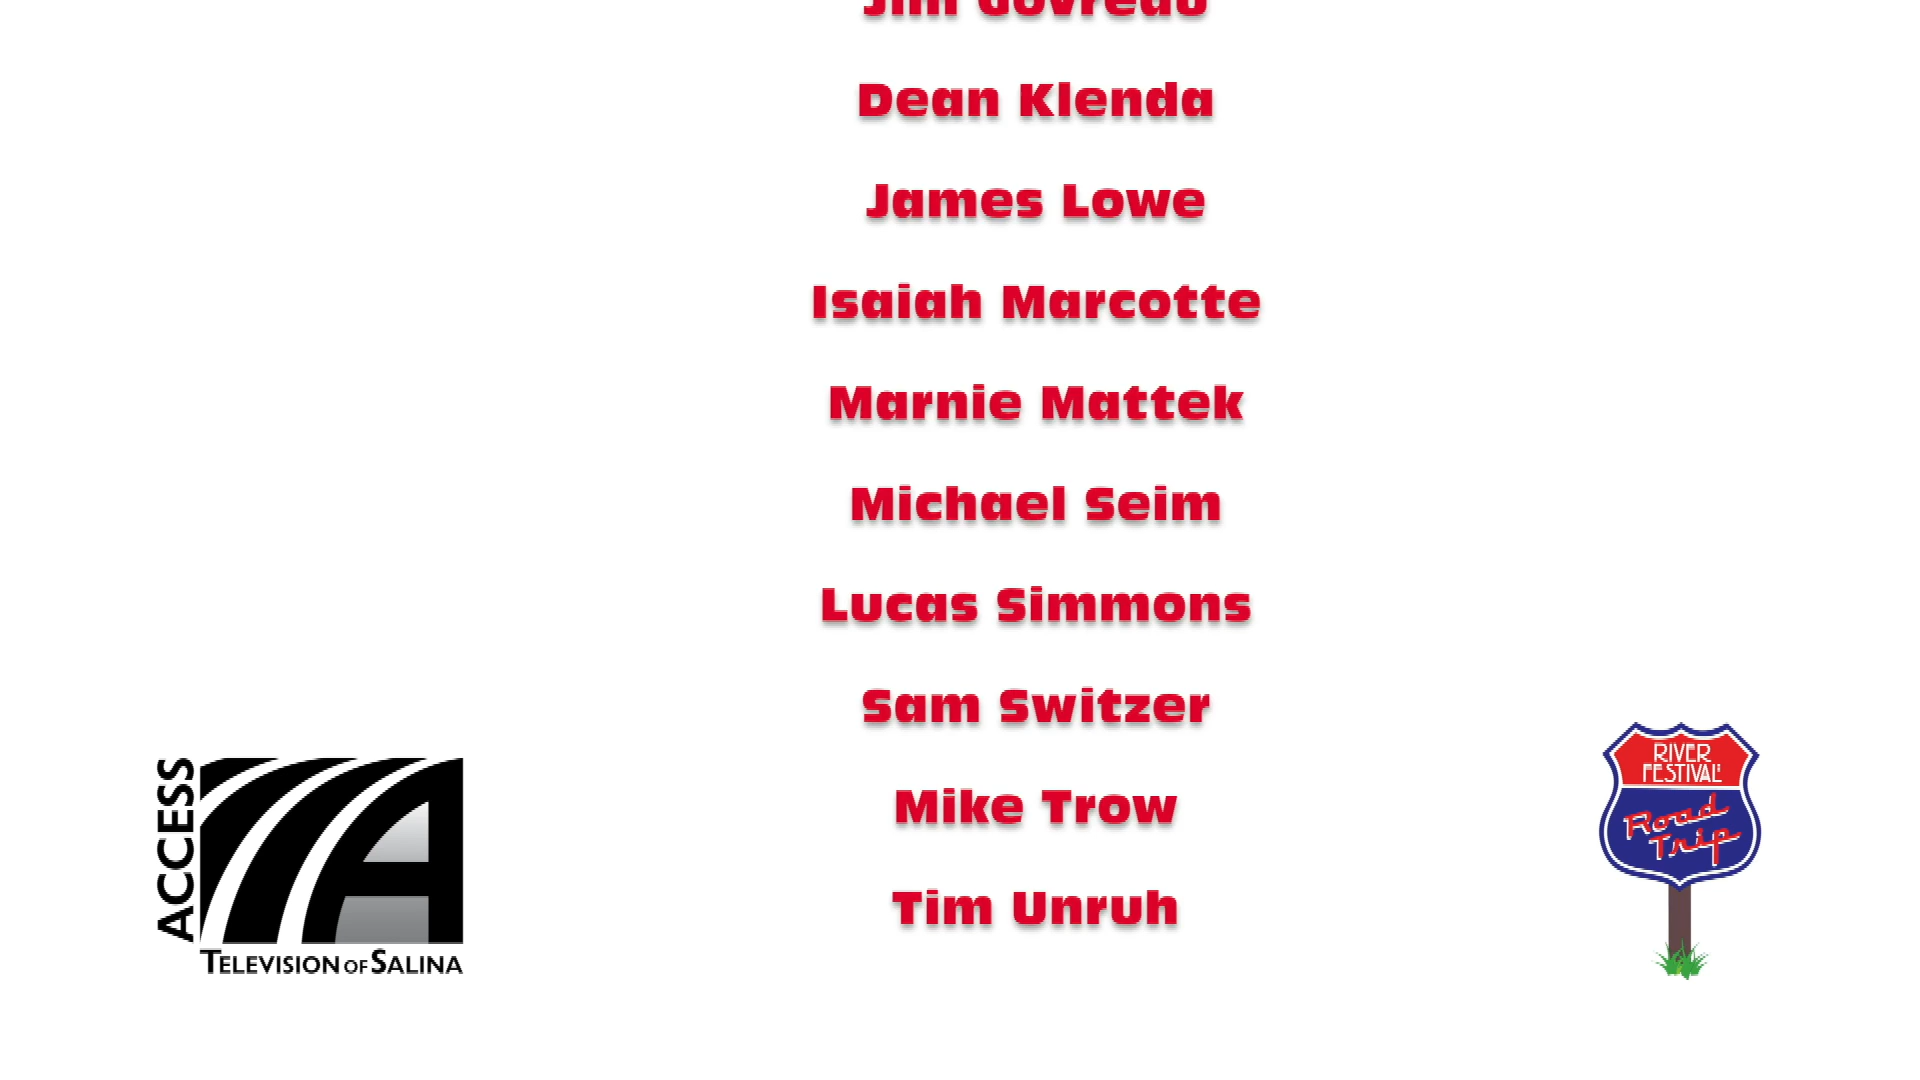 Jim
Dean Klenda
James Lowe
Isaiah Marcotte
Marnie Mattek
Michael Seim
Lucas Simmons
Sam Switzer
Mike Trow
Tim Unruh
ACCESS
TELEVISION OF SALINA
RIVER
FESTIVAL
Road
Trip